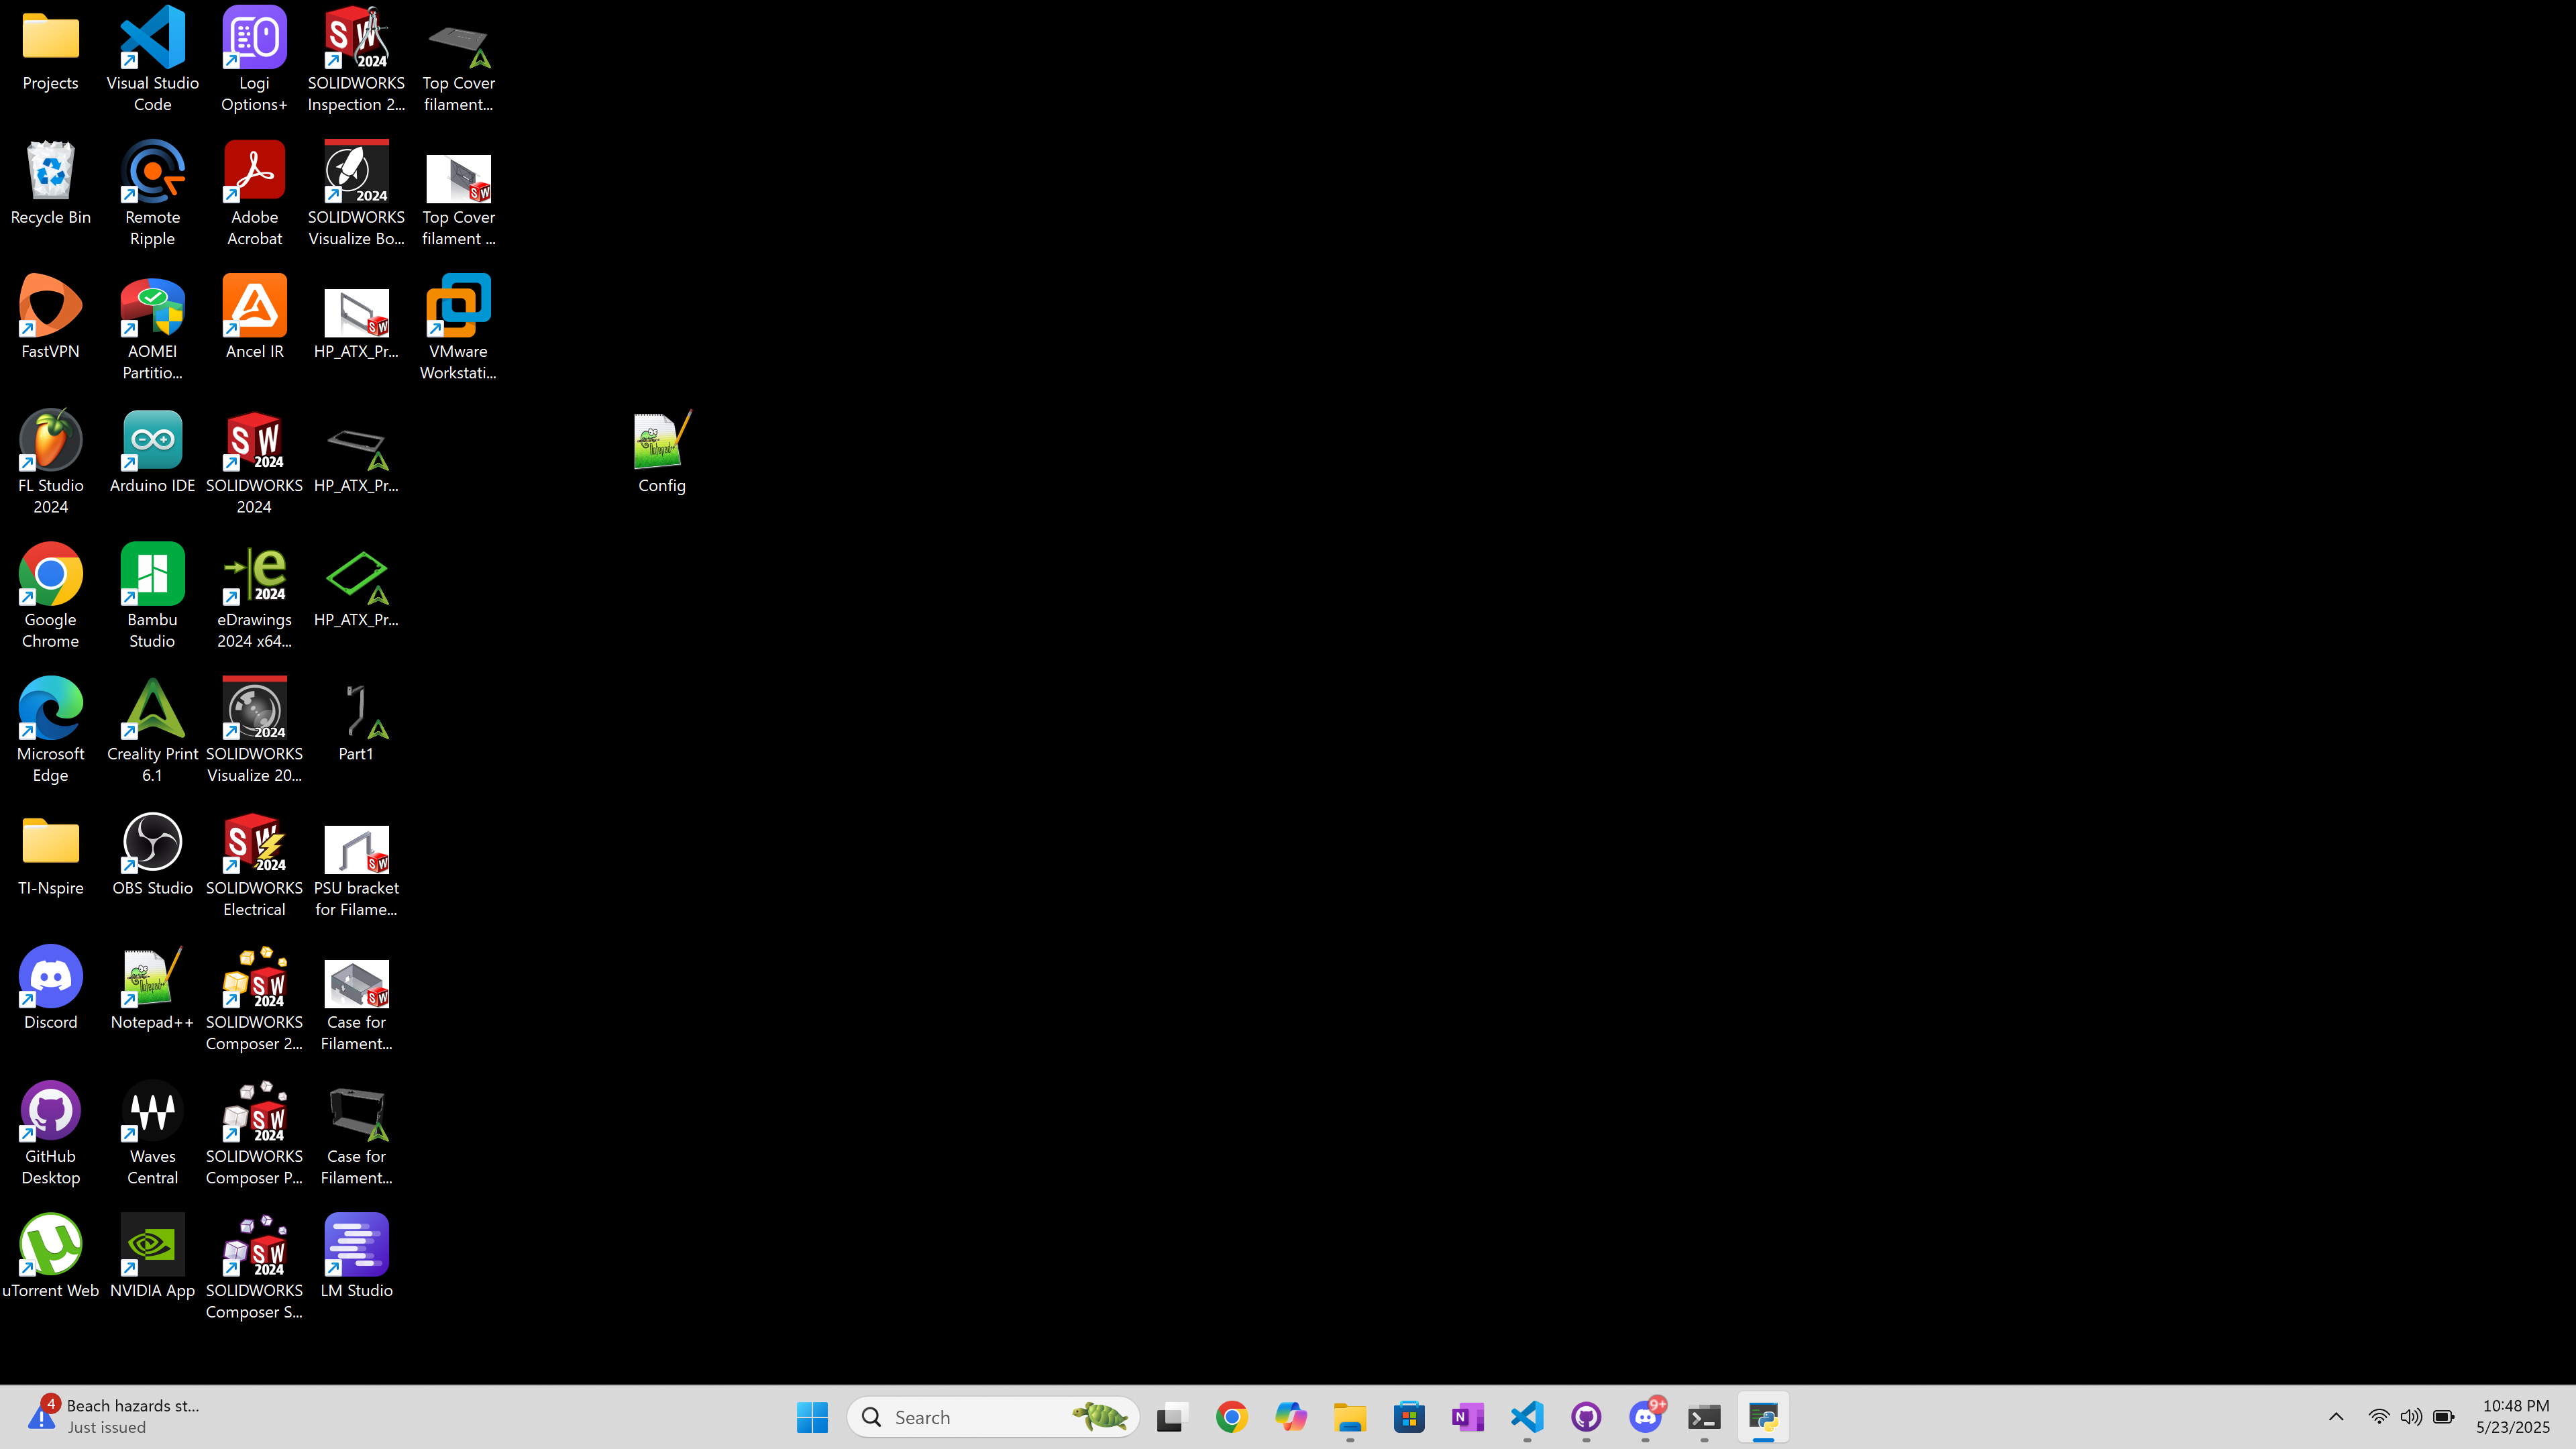 Projects
Visual Studio
Code
Logi
Options+
SOLIDWORKS
Inspection 2...
Top Cover
filament...
Recycle Bin
Remote
Ripple
Adobe
Acrobat
SOLIDWORKS
Visualize Bo...
Top Cover
filament ...
FastVPN
AOMEI
Partitio...
Ancel IR
HP_ATX_Pr...
VMware
Workstati...
FL Studio
2024
Arduino IDE
SOLIDWORKS
2024
HP_ATX_Pr...
Config
Google
Chrome
Bambu
Studio
eDrawings
2024 x64...
HP_ATX_Pr...
Microsoft
Edge
Creality Print
6.1
SOLIDWORKS
Visualize 20...
Part1
TI-Nspire
OBS Studio
SOLIDWORKS
Electrical
PSU bracket
for Filame...
Discord
Notepad++
SOLIDWORKS
Composer 2...
Case for
Filament...
GitHub
Desktop
Waves
Central
SOLIDWORKS
Composer P...
Case for
Filament...
uTorrent Web
NVIDIA App
SOLIDWORKS
Composer S...
LM Studio
4
Beach hazards st...
Just issued
Search
9+
10:48 PM
5/23/2025